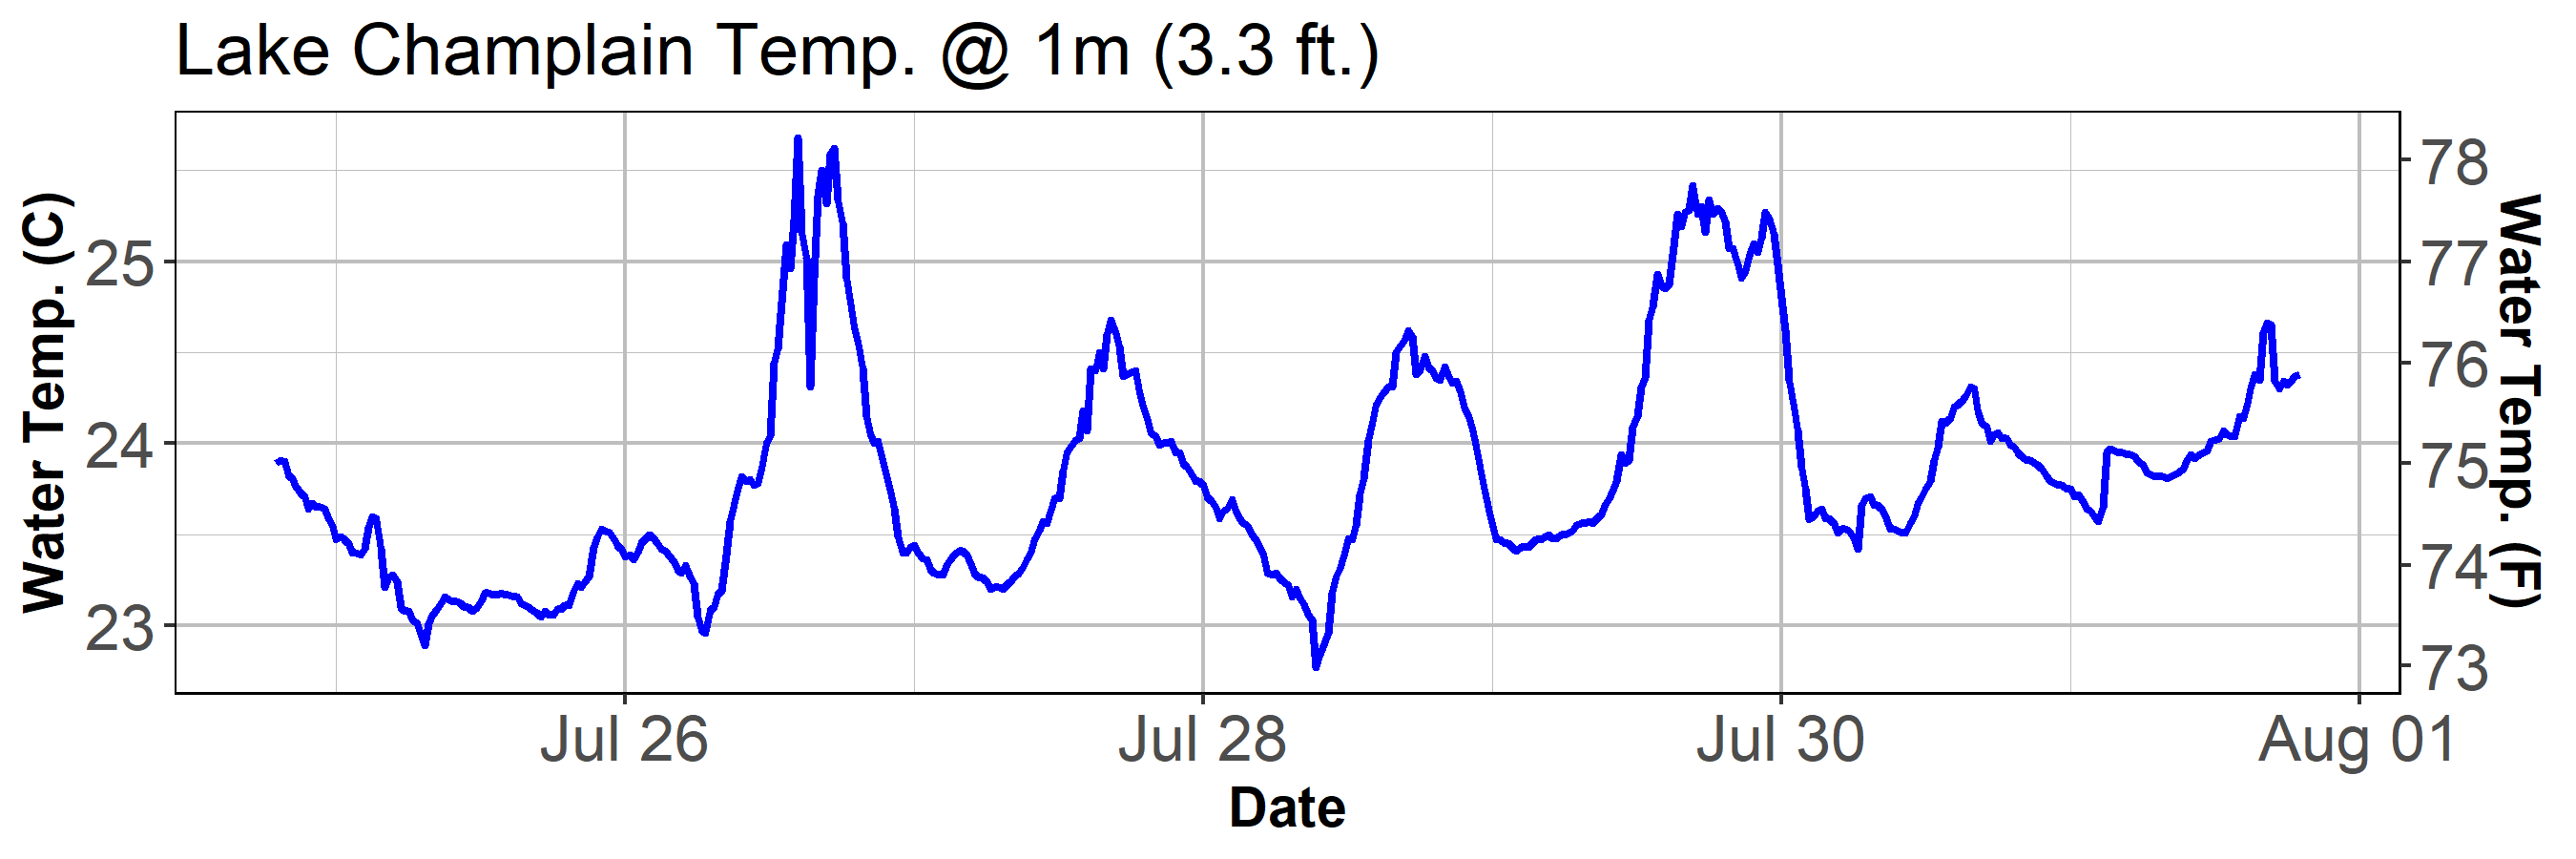 Lake Champlain Temp. @ 1m (3.3 ft.)
Water Temp. (C)
25
24
23
78
77
76
75
74
73
Water Temp. (F)
Jul 26 Jul 28 Jul 30 Aug 01
Date